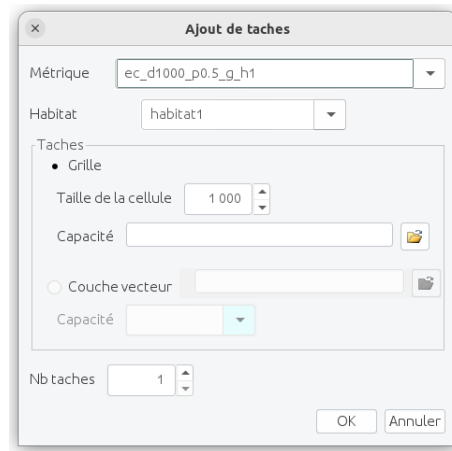 Ajout de taches
Métrique ec_d1000_p0.5_g_h1
Habitat habitat1
Taches
Grille
Taille de la cellule 1 000
Capacité
Couche vecteur
Capacité
Nb taches 1
OK Annuler